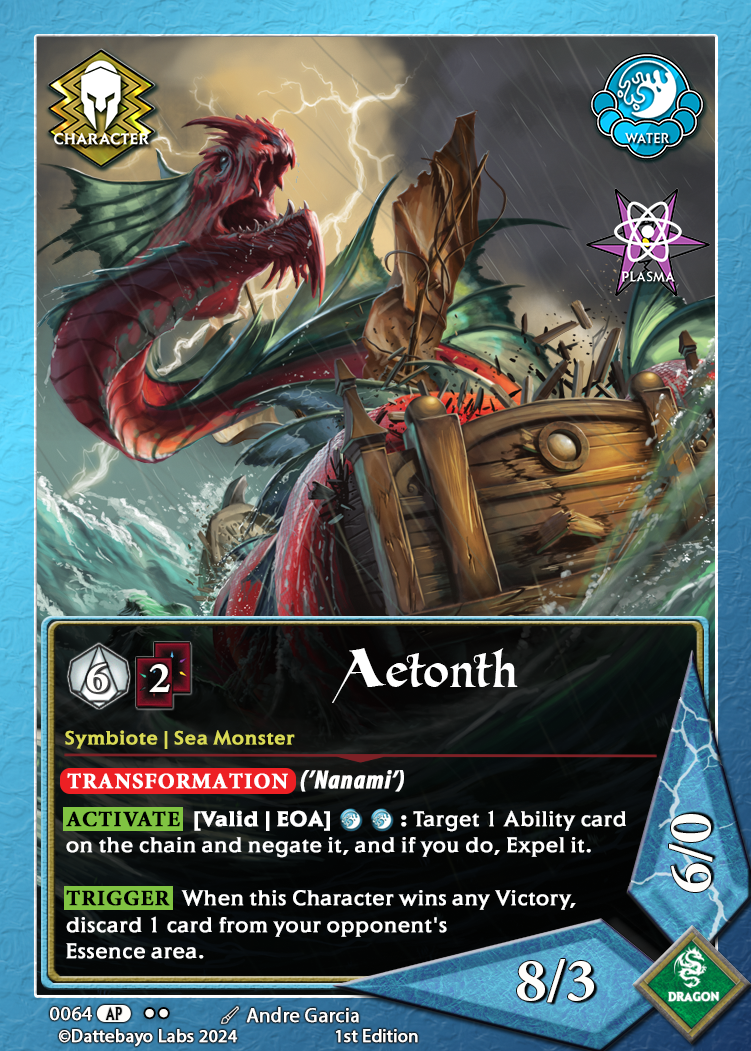 CHARACTER
WATER
PLASMA
6
2
Aetonth
Symbiote | Sea Monster
TRANSFORMATION ('Nanami')
ACTIVATE [Valid | EOA] : Target 1 Ability card
on the chain and negate it, and if you do, Expel it.
TRIGGER When this Character wins any Victory,
discard 1 card from your opponent's
Essence area.
6/0
8/3
DRAGON
0064 AP Andre Garcia
©Dattebayo Labs 2024 1st Edition